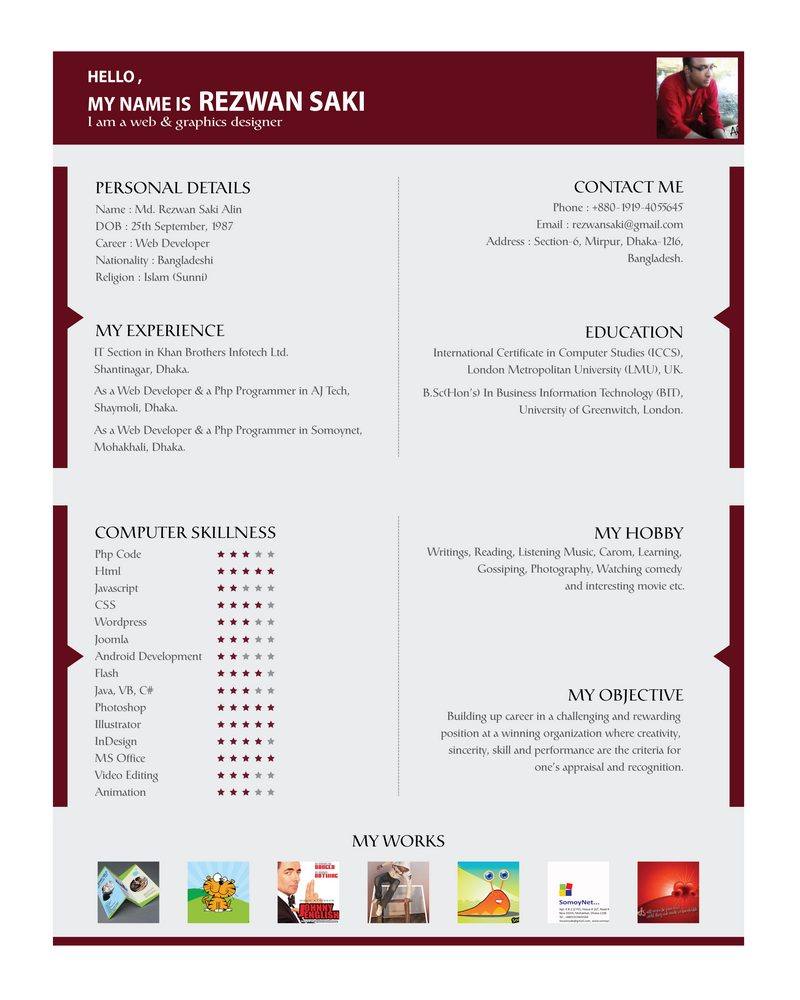 HELLO ,
MY NAME IS REZWAN SAKI
I am a web & graphics designer
PERSONAL DETAILS
Name : Md. Rezwan Saki Alin
DOB : 25th September, 1987
Career : Web Developer
Nationality : Bangladeshi
Religion : Islam (Sunni)
CONTACT ME
Phone : +880-1919-4055645
Email : rezwansaki@gmail.com
Address : Section-6, Mirpur, Dhaka-1216,
Bangladesh.
MY EXPERIENCE
IT Section in Khan Brothers Infotech Ltd.
Shantinagar, Dhaka.
As a Web Developer & a Php Programmer in AJ Tech,
Shaymoli, Dhaka.
As a Web Developer & a Php Programmer in Somoynet,
Mohakhali, Dhaka.
EDUCATION
International Certificate in Computer Studies (ICCS),
London Metropolitan University (LMU), UK.
B.Sc(Hon's) In Business Information Technology (BIT),
University of Greenwitch, London.
COMPUTER SKILLNESS
Php Code
Html
Javascript
CSS
Wordpress
Joomla
Android Development
Flash
Java, VB, C#
Photoshop
Illustrator
InDesign
MS Office
Video Editing
Animation
MY HOBBY
Writings, Reading, Listening Music, Carom, Learning,
Gossiping, Photography, Watching comedy
and interesting movie etc.
MY OBJECTIVE
Building up career in a challenging and rewarding
position at a winning organization where creativity,
sincerity, skill and performance are the criteria for
one's appraisal and recognition.
MY WORKS
JOHNNY
ENGLISH
SomoyNet...